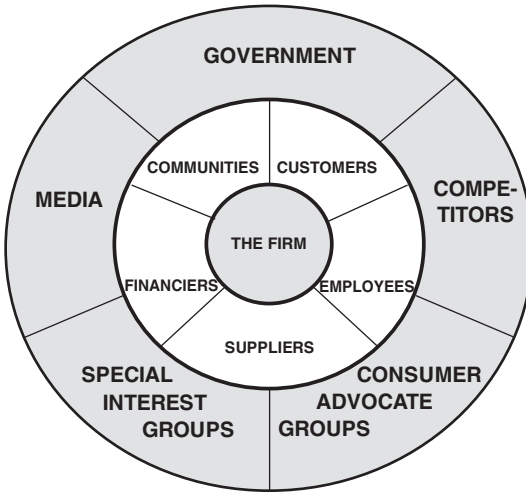 GOVERNMENT
COMMUNITIES
CUSTOMERS
MEDIA
COMPE-
TITORS
THE FIRM
FINANCIERS
EMPLOYEES
SUPPLIERS
SPECIAL
INTEREST
GROUPS
CONSUMER
ADVOCATE
GROUPS